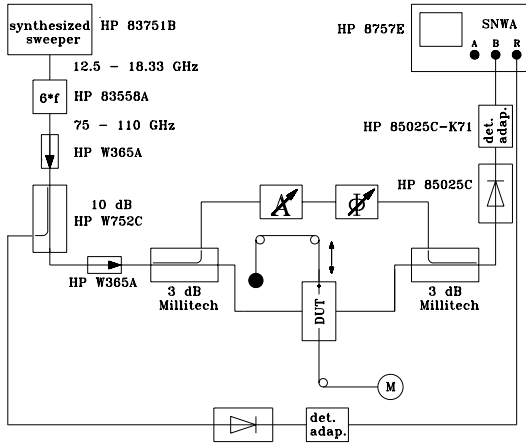 synthesized
sweeper
HP 83751B
HP 8757E
SNWA
A B R
12.5 - 18.33 GHz
6*f
HP 83558A
75 - 110 GHz
HP W365A
det.
adap.
HP 85025C-K71
HP 85025C
10 dB
HP W752C
A
Φ
HP W365A
3 dB
Millitech
DUT
3 dB
Millitech
M
det.
adap.